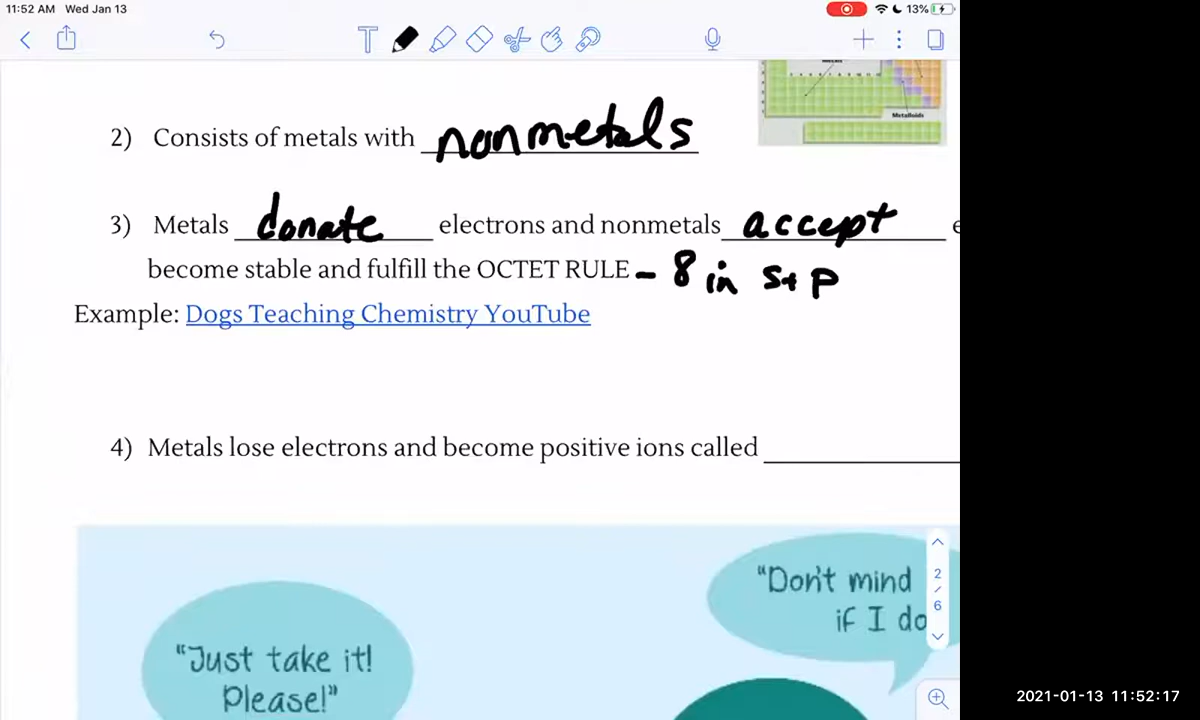 11:52 AM Wed Jan 13
13%
Metalloids
2) Consists of metals with nonmetals
3) Metals donate electrons and nonmetals accept e
become stable and fulfill the OCTET RULE - 8 in s+p
Example: Dogs Teaching Chemistry YouTube
4) Metals lose electrons and become positive ions called
"Just take it!
Please!"
"Don't mind
if I do
2
/
6
2021-01-13 11:52:17